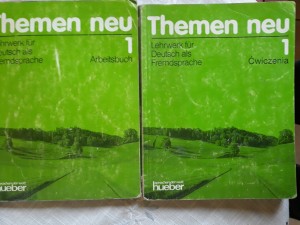 Themen neu
Lehrwerk für
Deutsch als
Fremdsprache
1
Arbeitsbuch
hueber
Themen neu
Lehrwerk für
Deutsch als
Fremdsprache
1
Ćwiczenia
hueber